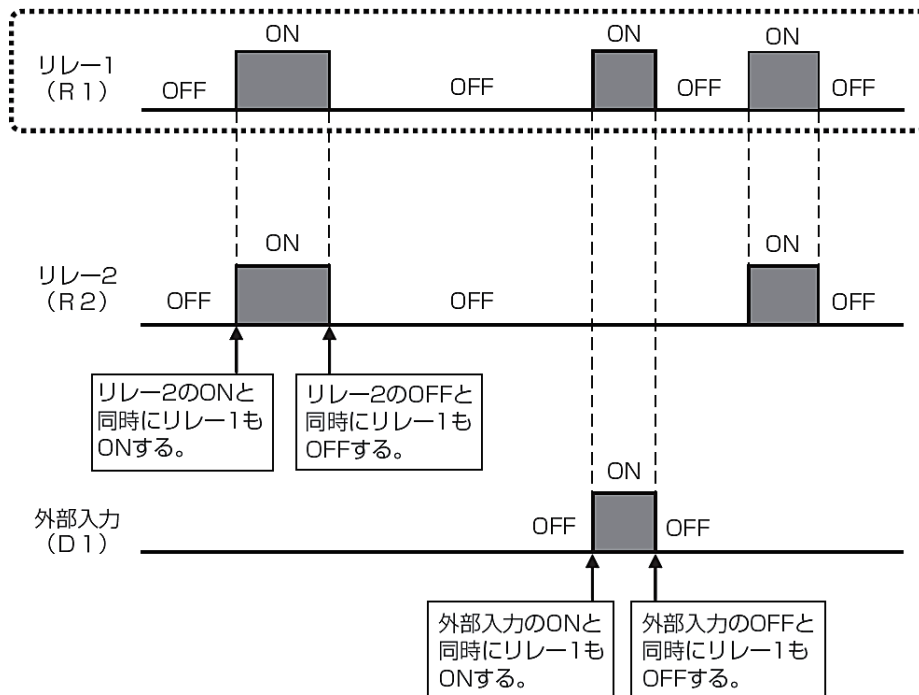 ON
ON
ON
リレー1
(R1)
OFF
OFF
OFF
OFF
ON
ON
リレー2
(R2)
OFF
OFF
OFF
リレー2のONと
同時にリレー1も
ONする。
リレー2のOFFと
同時にリレー1も
OFFする。
ON
外部入力
(D1)
OFF
OFF
外部入力のONと
同時にリレー1も
ONする。
外部入力のOFFと
同時にリレー1も
OFFする。